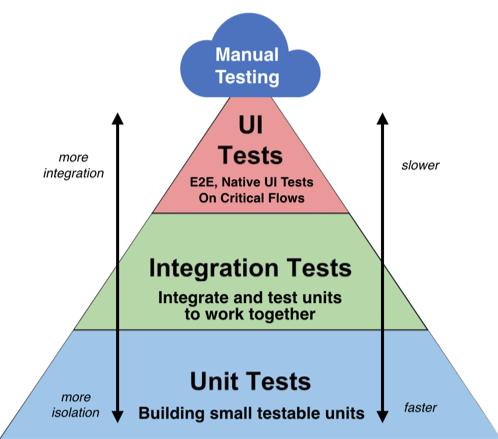 Manual
Testing
UI
Tests
E2E, Native UI Tests
On Critical Flows
more
integration
slower
Integration Tests
Integrate and test units
to work together
Unit Tests
Building small testable units
more
isolation
faster